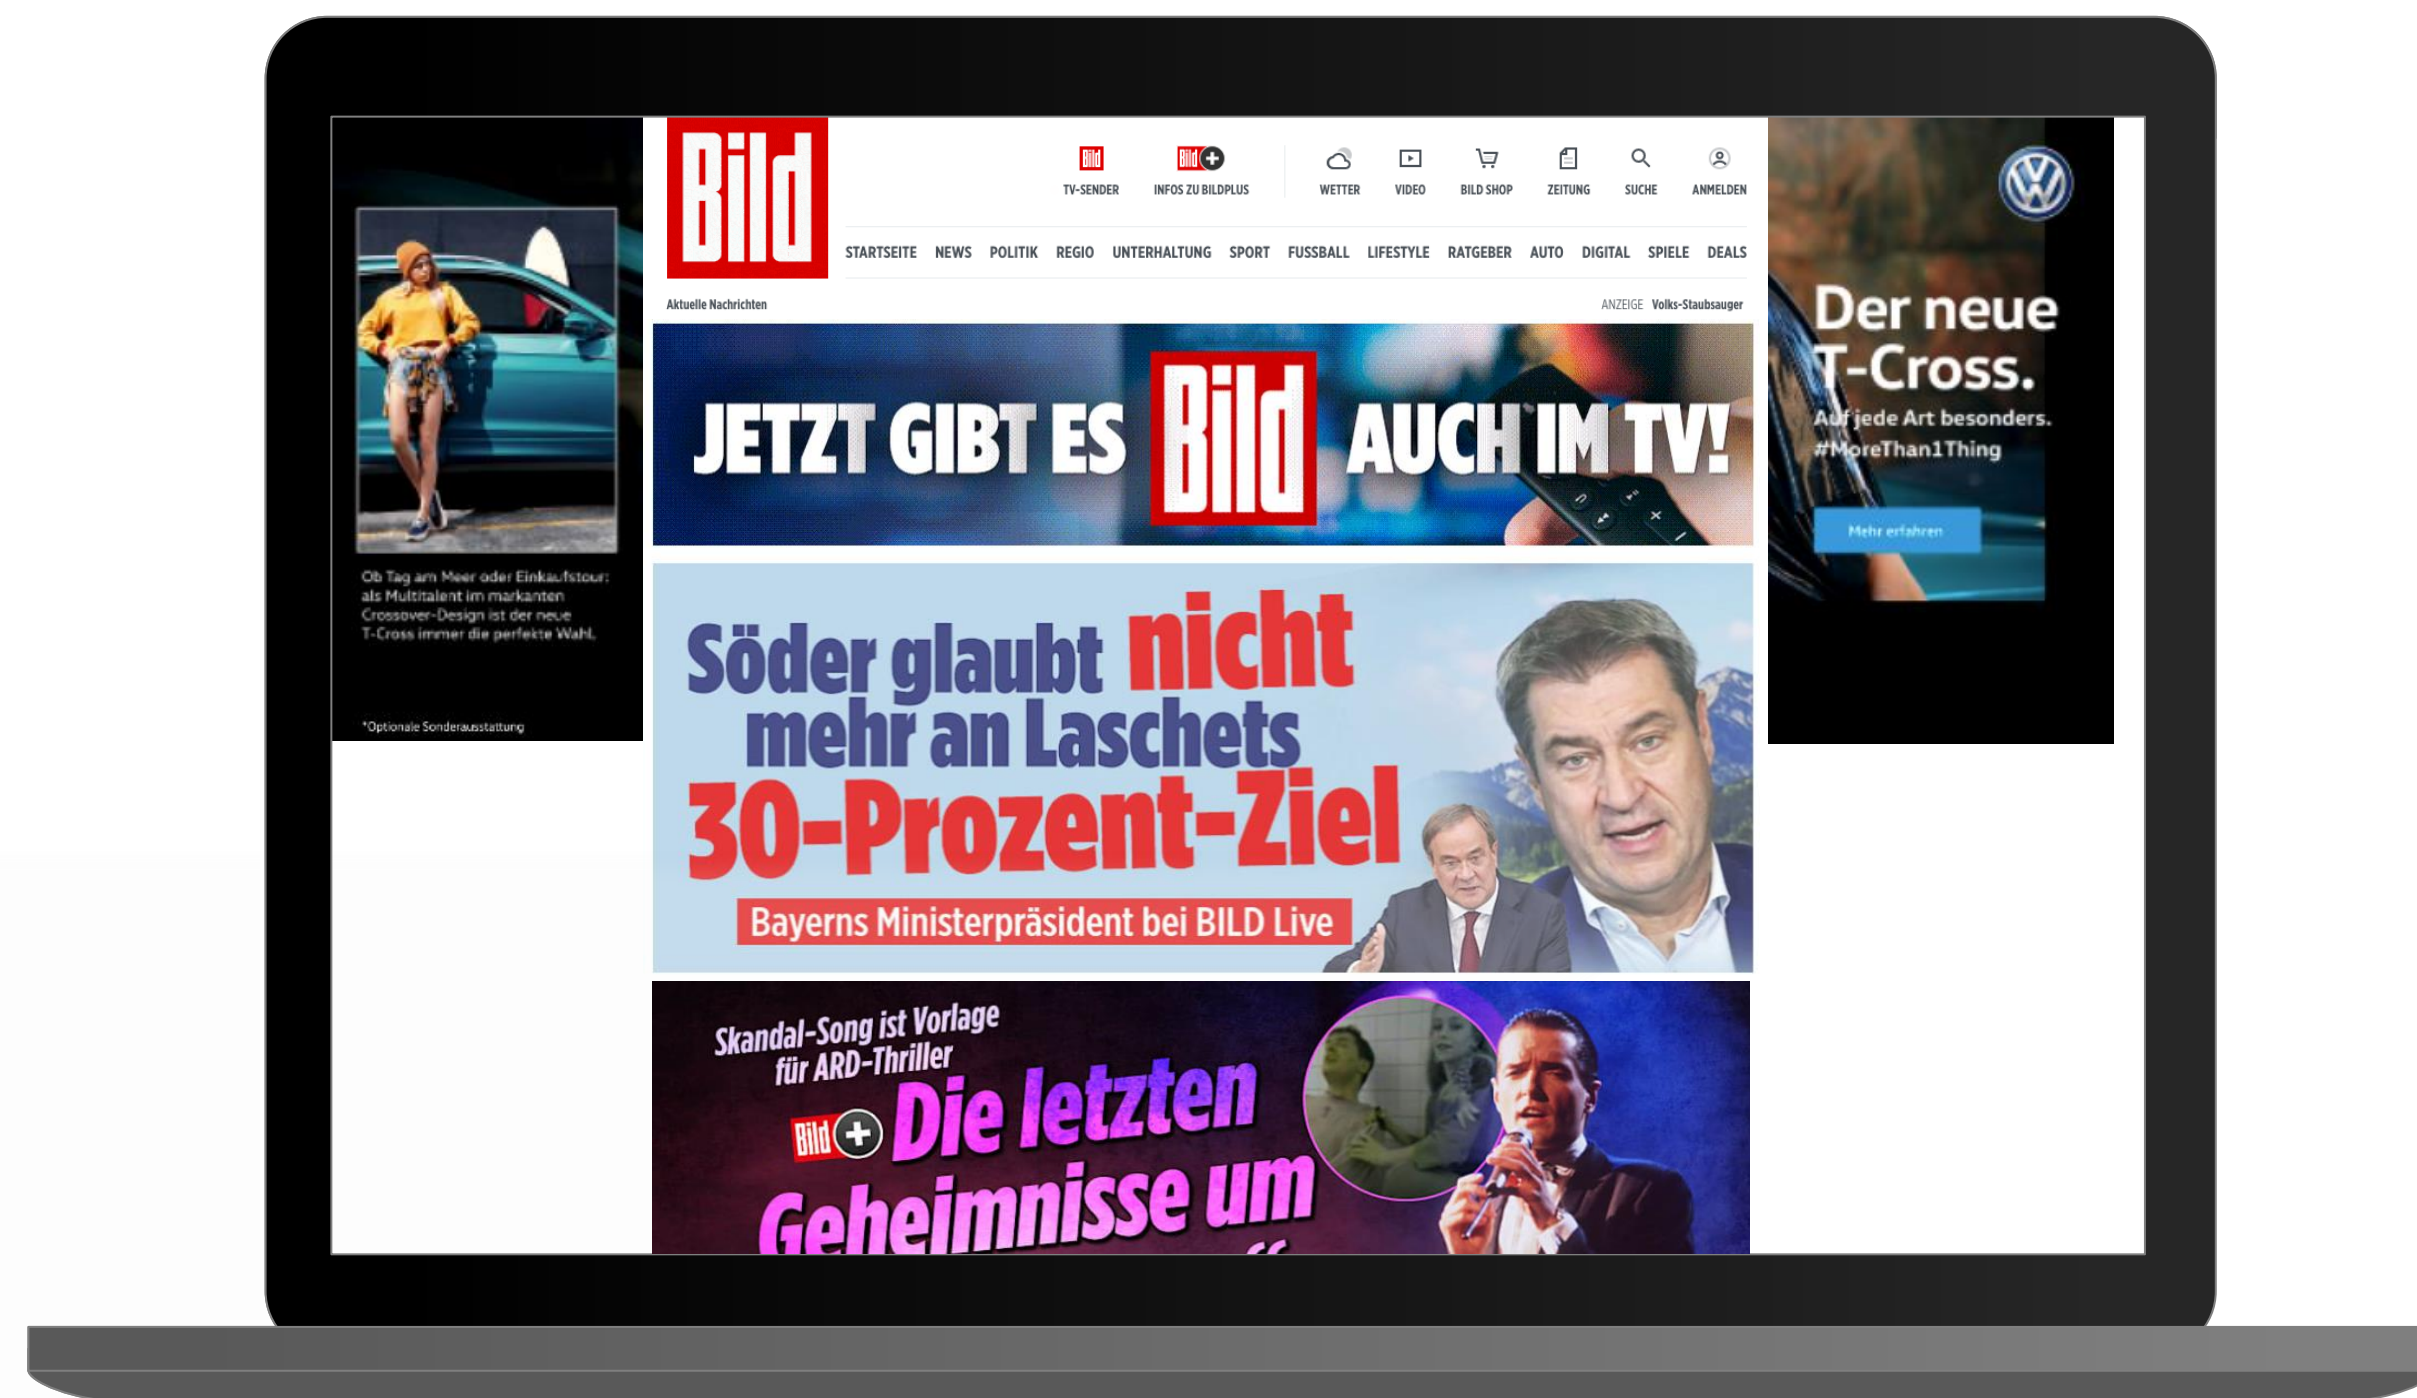 Bild
Bild
TV-SENDER
Bild+
INFOS ZU BILDPLUS
WETTER
VIDEO
BILD SHOP
ZEITUNG
SUCHE
ANMELDEN
STARTSEITE NEWS POLITIK REGIO UNTERHALTUNG SPORT FUSSBALL LIFESTYLE RATGEBER AUTO DIGITAL SPIELE DEALS
Aktuelle Nachrichten
ANZEIGE Volks-Staubsauger
Ob Tag am Meer oder Einkaufstour:
als Multitalent im markanten
Crossover-Design ist der neue
T-Cross immer die perfekte Wahl.
*Optionale Sonderausstattung
JETZT GIBT ES Bild AUCH IM TV!
Söder glaubt nicht
mehr an Laschets
30-Prozent-Ziel
Bayerns Ministerpräsident bei BILD Live
Skandal-Song ist Vorlage
für ARD-Thriller
Bild+ Die letzten
Geheimnisse um
VW
Der neue
T-Cross.
Auf jede Art besonders.
#MoreThan1Thing
Mehr erfahren